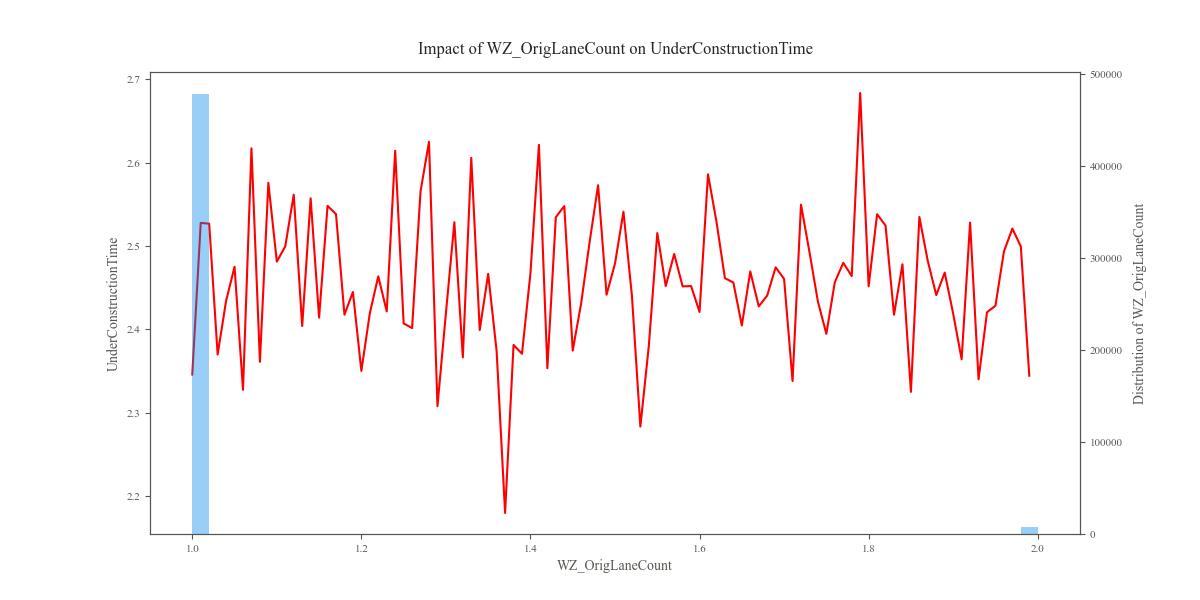 Impact of WZ_OrigLaneCount on UnderConstructionTime
2.7
2.6
2.5
2.4
2.3
2.2
UnderConstructionTime
500000
400000
300000
200000
100000
0
Distribution of WZ_OrigLaneCount
1.0 1.2 1.4 1.6 1.8 2.0
WZ_OrigLaneCount